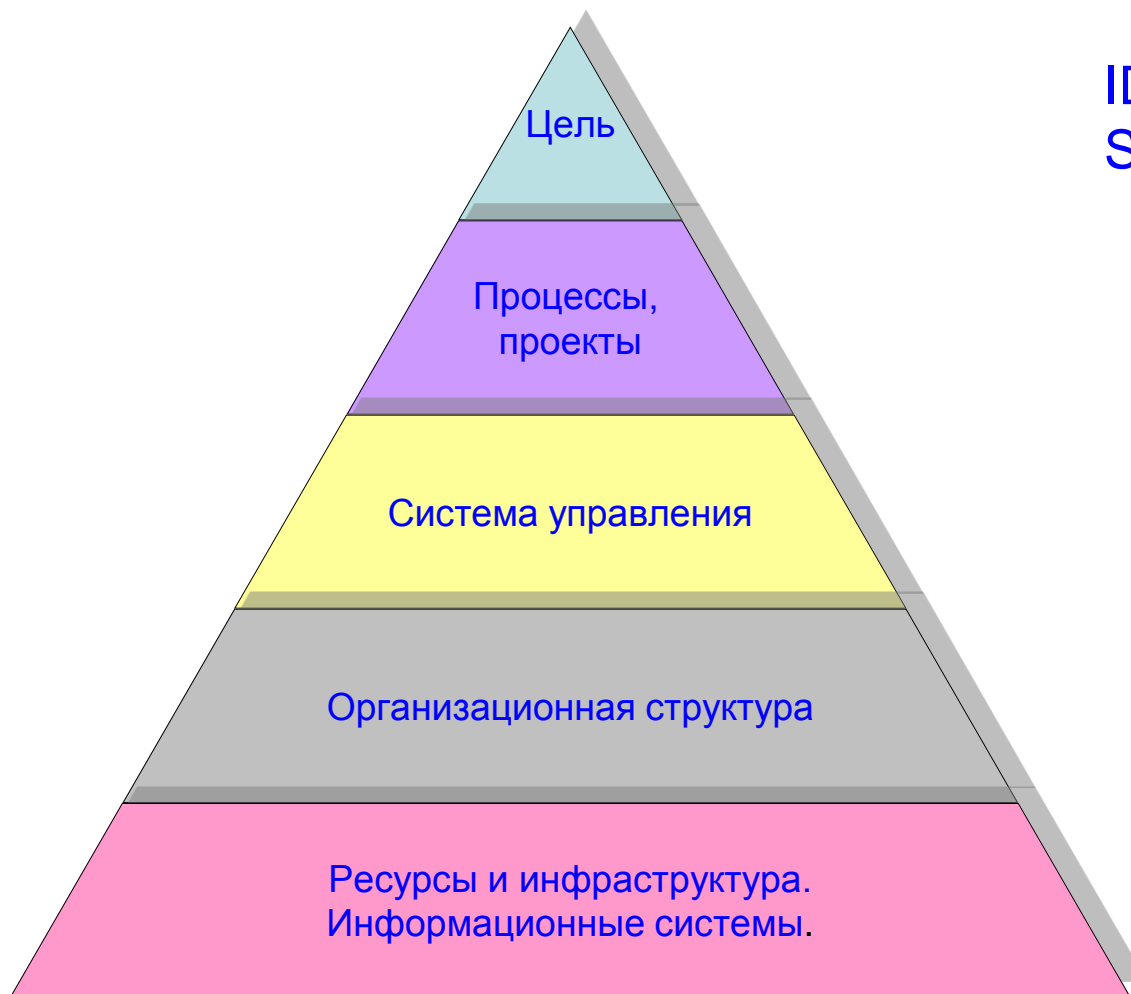 Цель
Процессы,
проекты
Система управления
Организационная структура
Ресурсы и инфраструктура.
Информационные системы.